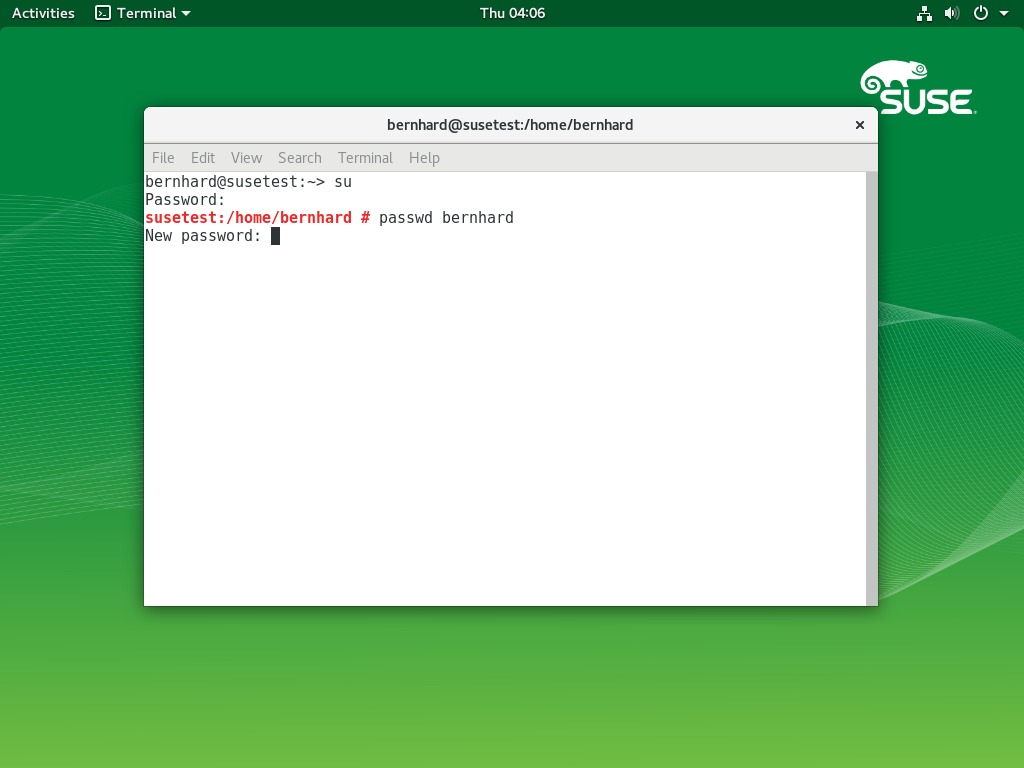 Activities Terminal Thu 04:06
SUSE
bernhard@susetest:/home/bernhard
File Edit View Search Terminal Help
bernhard@susetest:~> su
Password:
susetest:/home/bernhard # passwd bernhard
New password: